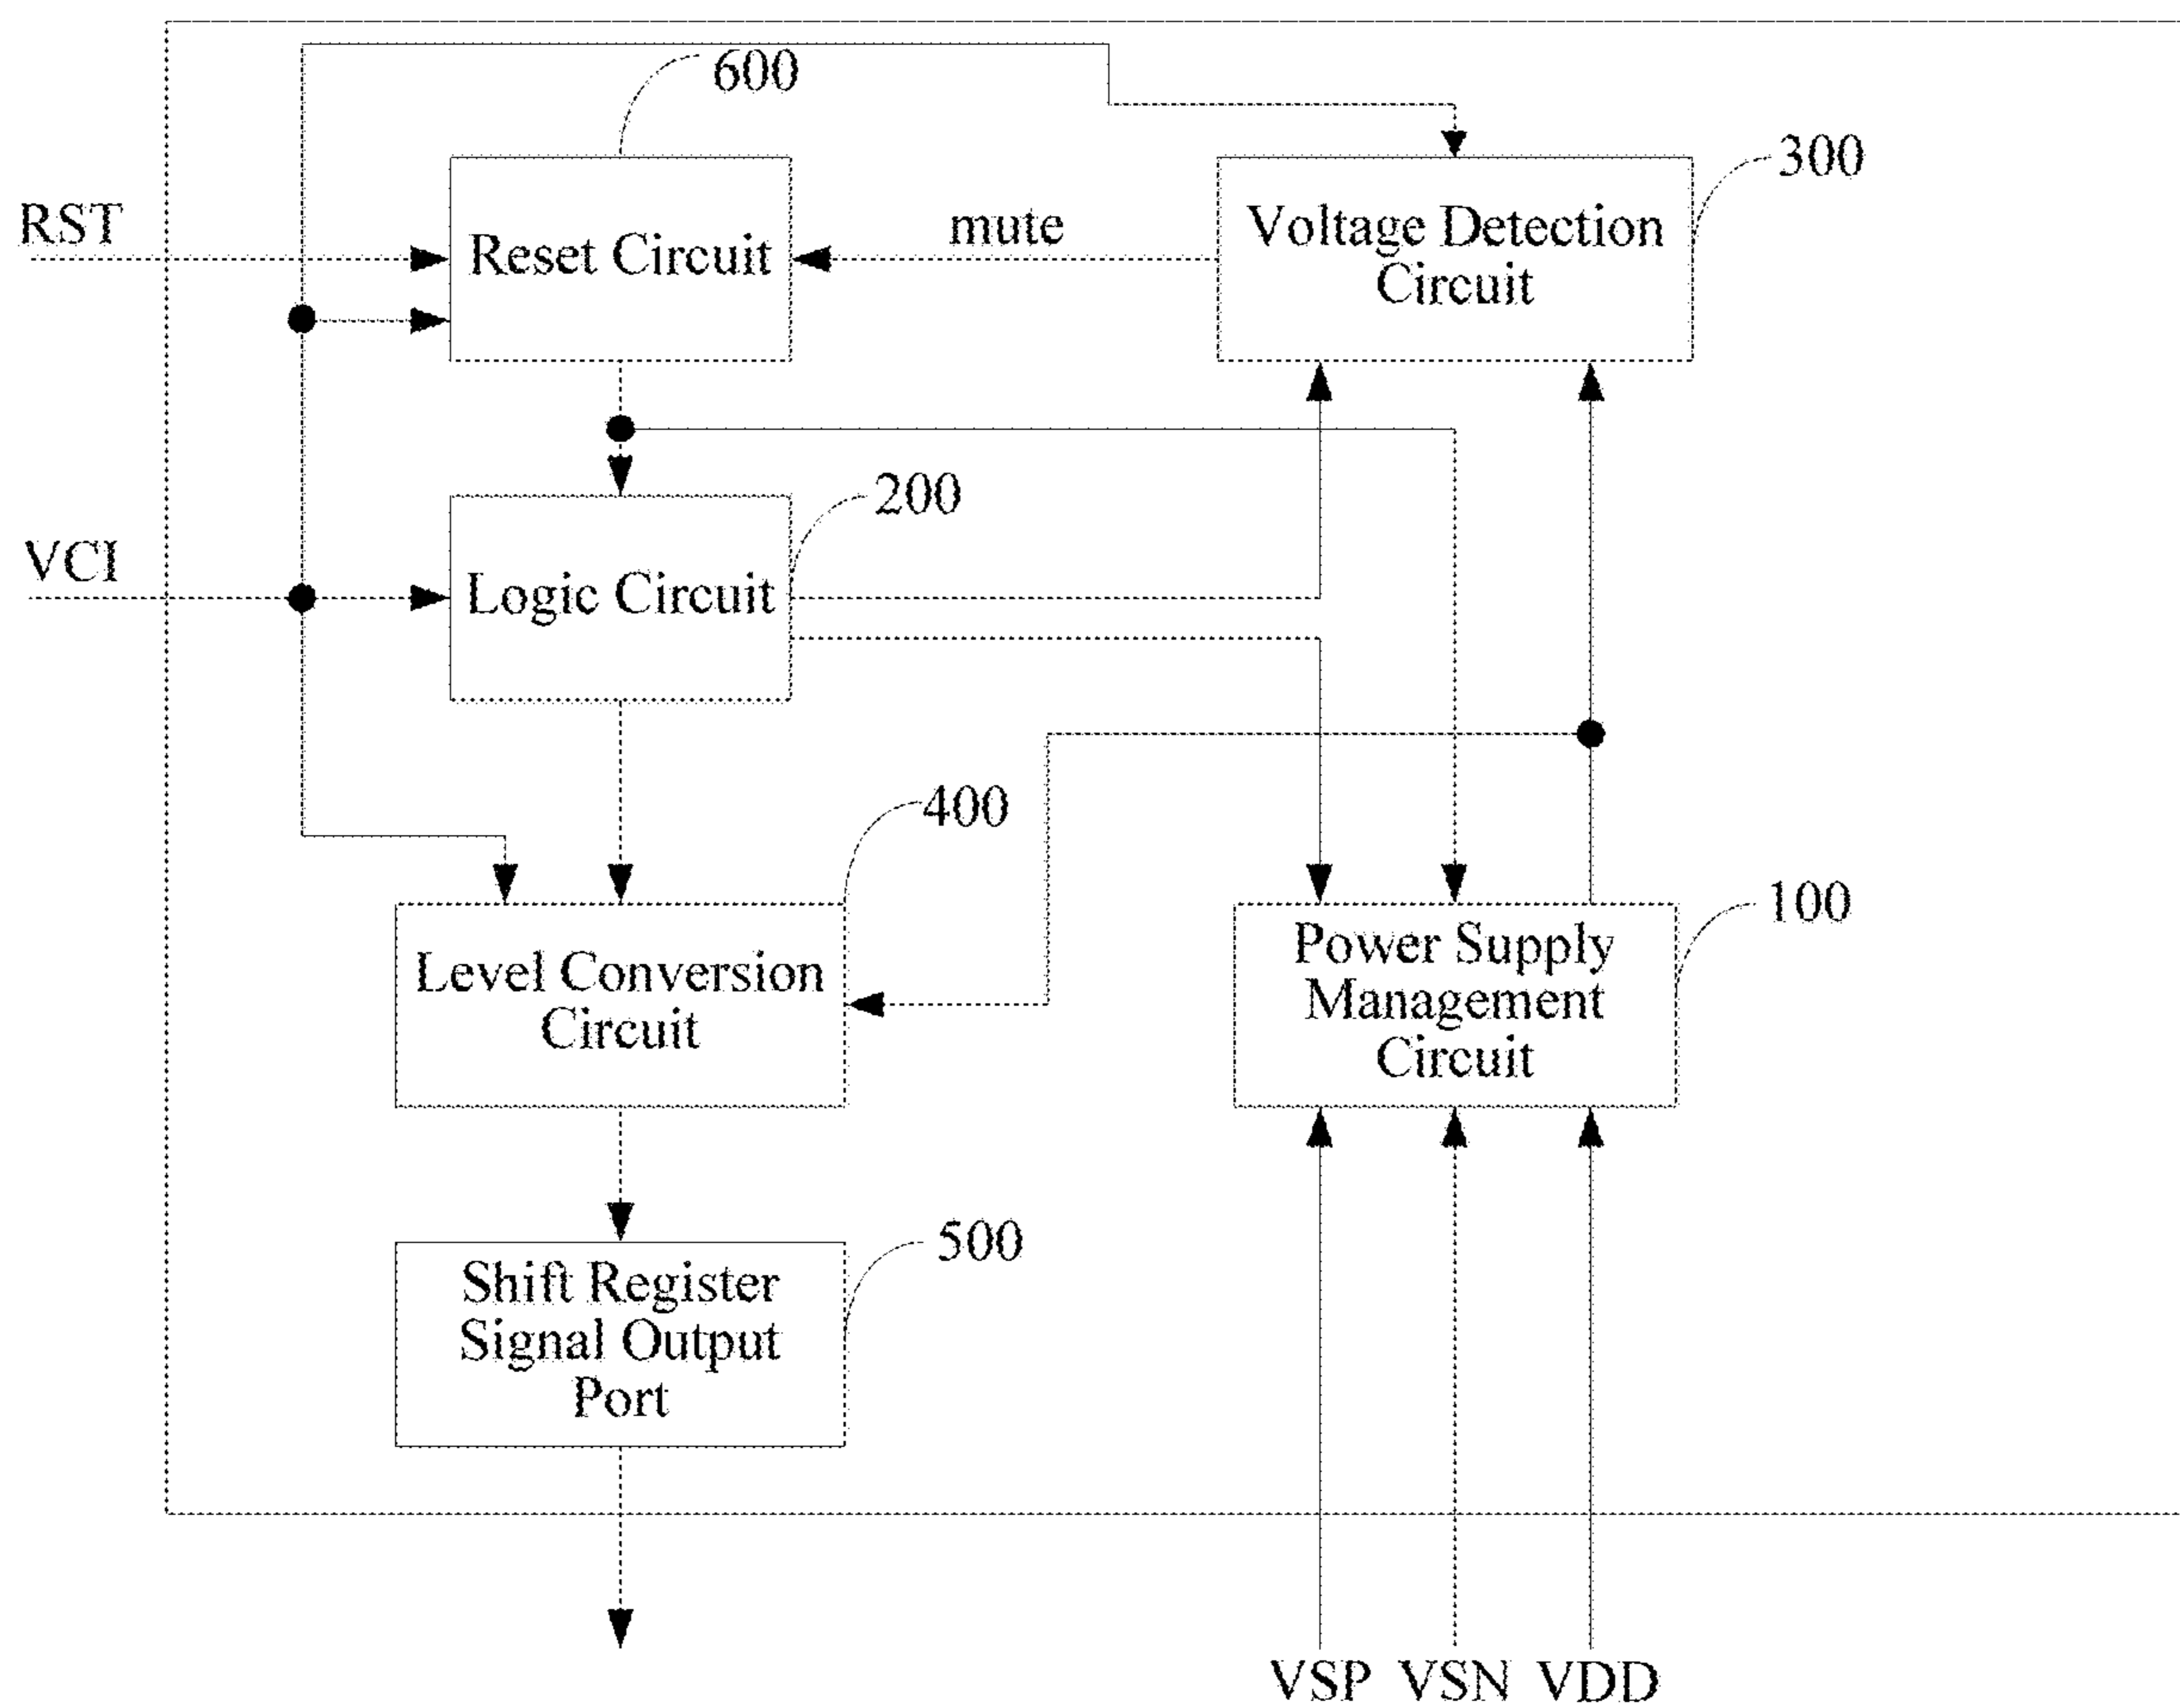 600
300
RST
Reset Circuit
mute
Voltage Detection
Circuit
200
VCI
Logic Circuit
400
100
Level Conversion
Circuit
Power Supply
Management
Circuit
500
Shift Register
Signal Output
Port
VSP VSN VDD